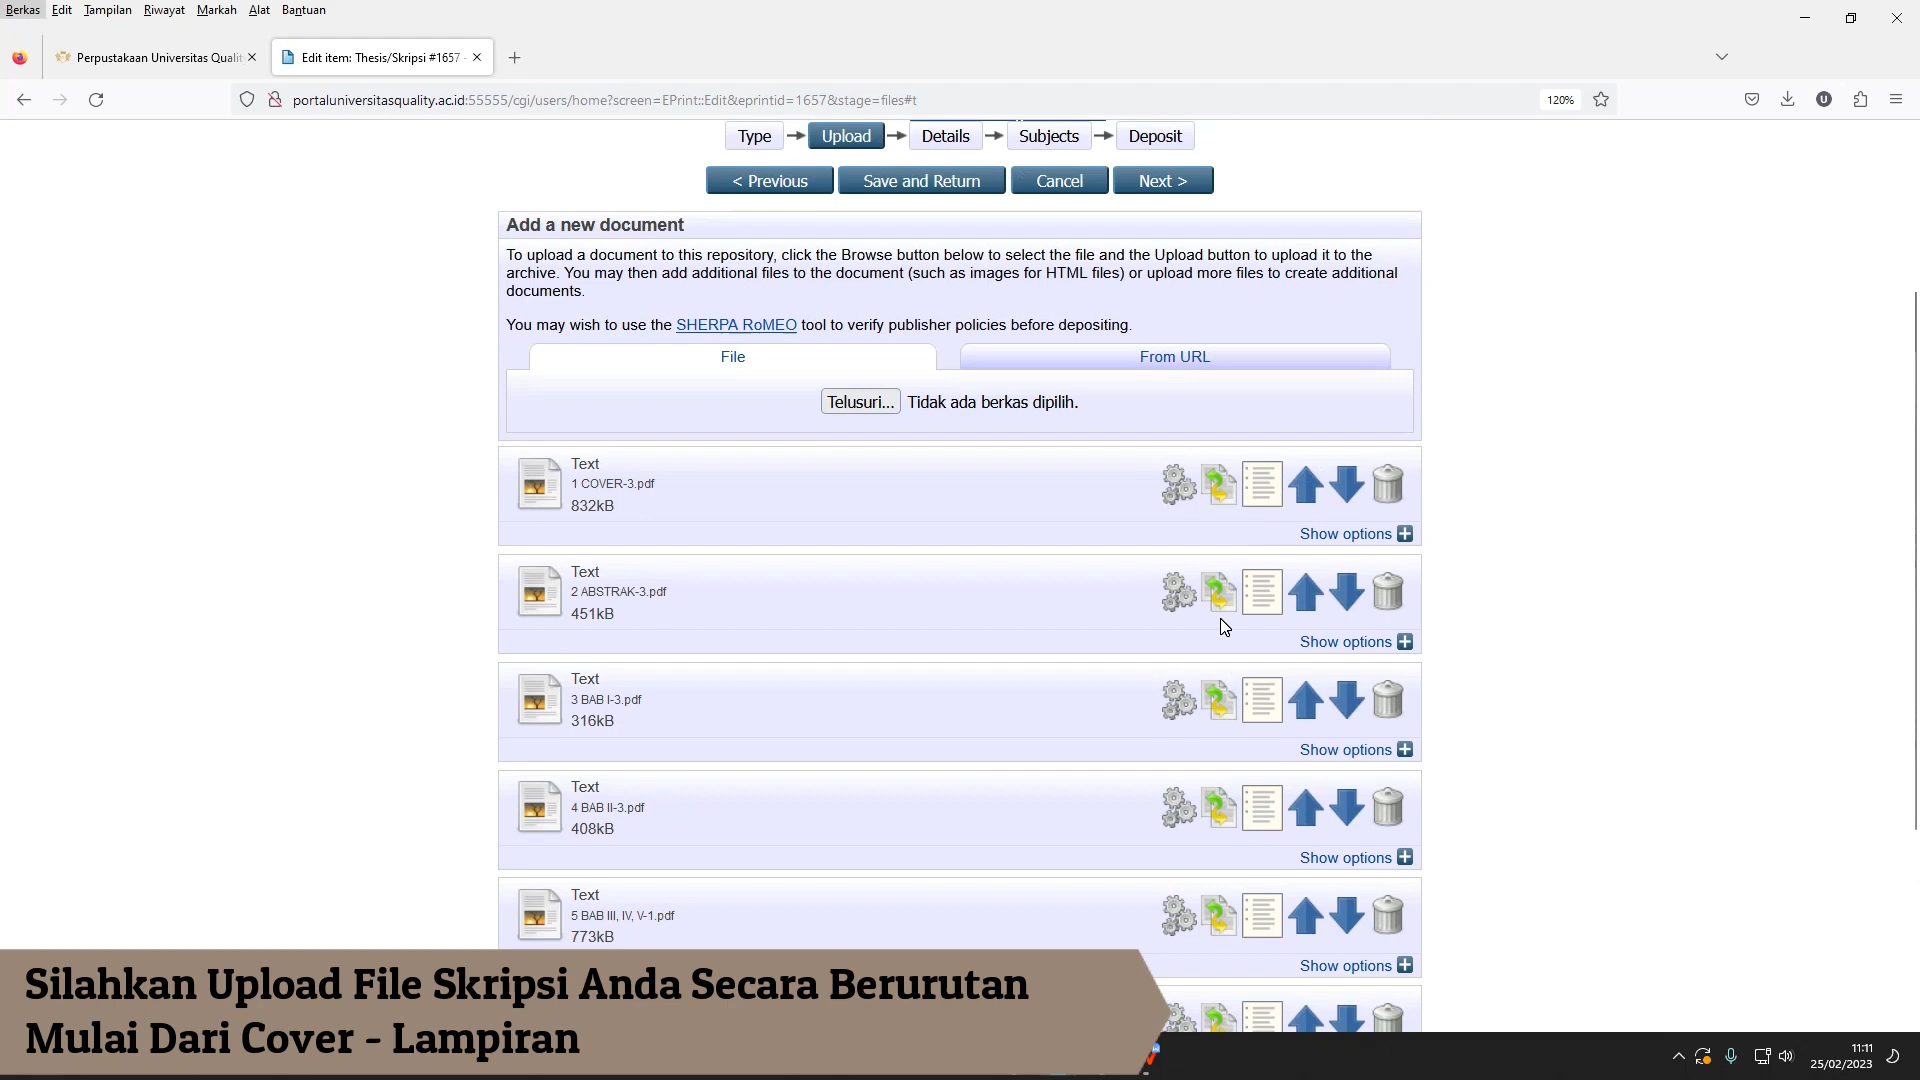 Berkas Edit Tampilan Riwayat Markah Alat Bantuan
Perpustakaan Universitas Qualit
Edit item: Thesis/Skripsi #1657 -
portaluniversitasquality.ac.id:55555/cgi/users/home?screen=EPrint::Edit&eprintid=1657&stage=files#t
120%
U
Type Upload Details Subjects Deposit
< Previous Save and Return Cancel Next >
Add a new document
To upload a document to this repository, click the Browse button below to select the file and the Upload button to upload it to the
archive. You may then add additional files to the document (such as images for HTML files) or upload more files to create additional
documents.
You may wish to use the SHERPA RoMEO tool to verify publisher policies before depositing.
File From URL
Telusuri... Tidak ada berkas dipilih.
Text
1 COVER-3.pdf
832kB
Show options
Text
2 ABSTRAK-3.pdf
451kB
Show options
Text
3 BAB I-3.pdf
316kB
Show options
Text
4 BAB II-3.pdf
408kB
Show options
Text
5 BAB III, IV, V-1.pdf
773kB
Show options
Silahkan Upload File Skripsi Anda Secara Berurutan
Mulai Dari Cover - Lampiran
11:11
25/02/2023